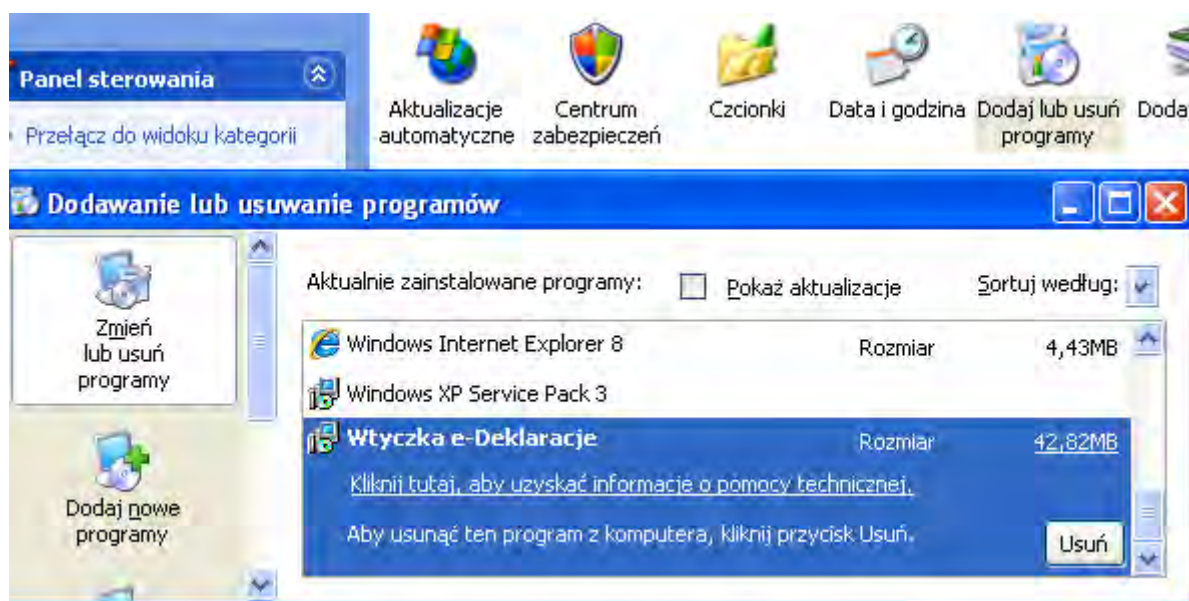 Panel sterowania
Przełącz do widoku kategorii
Aktualizacje
automatyczne
Centrum
zabezpieczeń
Czcionki
Data i godzina
Dodaj lub usuń
programy
Doda
Dodawanie lub usuwanie programów
Zmień
lub usuń
programy
Dodaj nowe
programy
Aktualnie zainstalowane programy:
Pokaż aktualizacje
Sortuj według:
Windows Internet Explorer 8 Rozmiar 4,43MB
Windows XP Service Pack 3
Wtyczka e-Deklaracje Rozmiar 42,82MB
Kliknij tutaj, aby uzyskać informacje o pomocy technicznej.
Aby usunąć ten program z komputera, kliknij przycisk Usuń.
Usuń